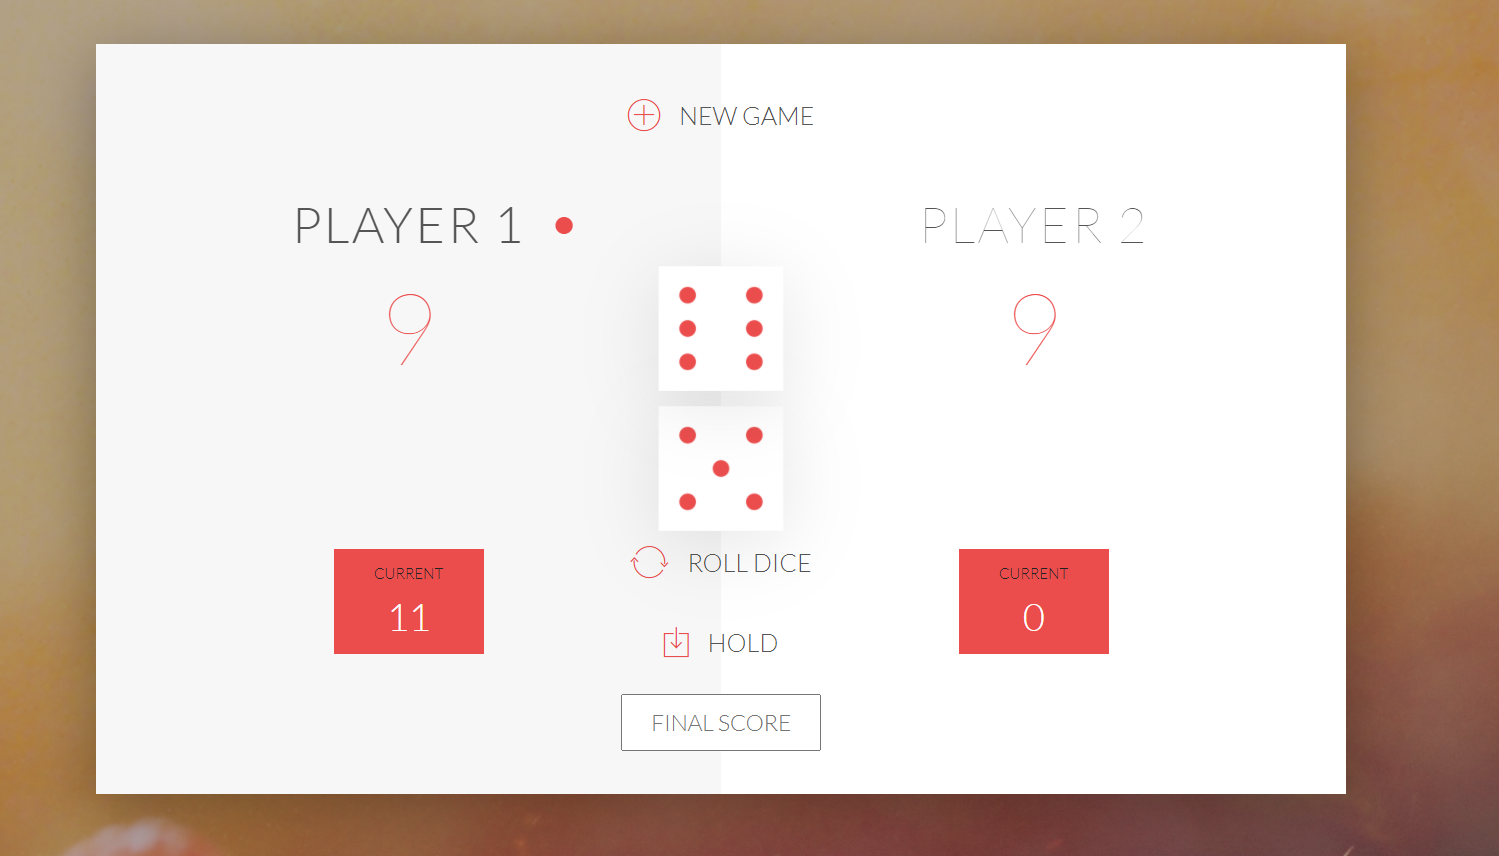 NEW GAME
PLAYER 1
PLAYER 2
9
9
CURRENT
11
ROLL DICE
CURRENT
0
HOLD
FINAL SCORE